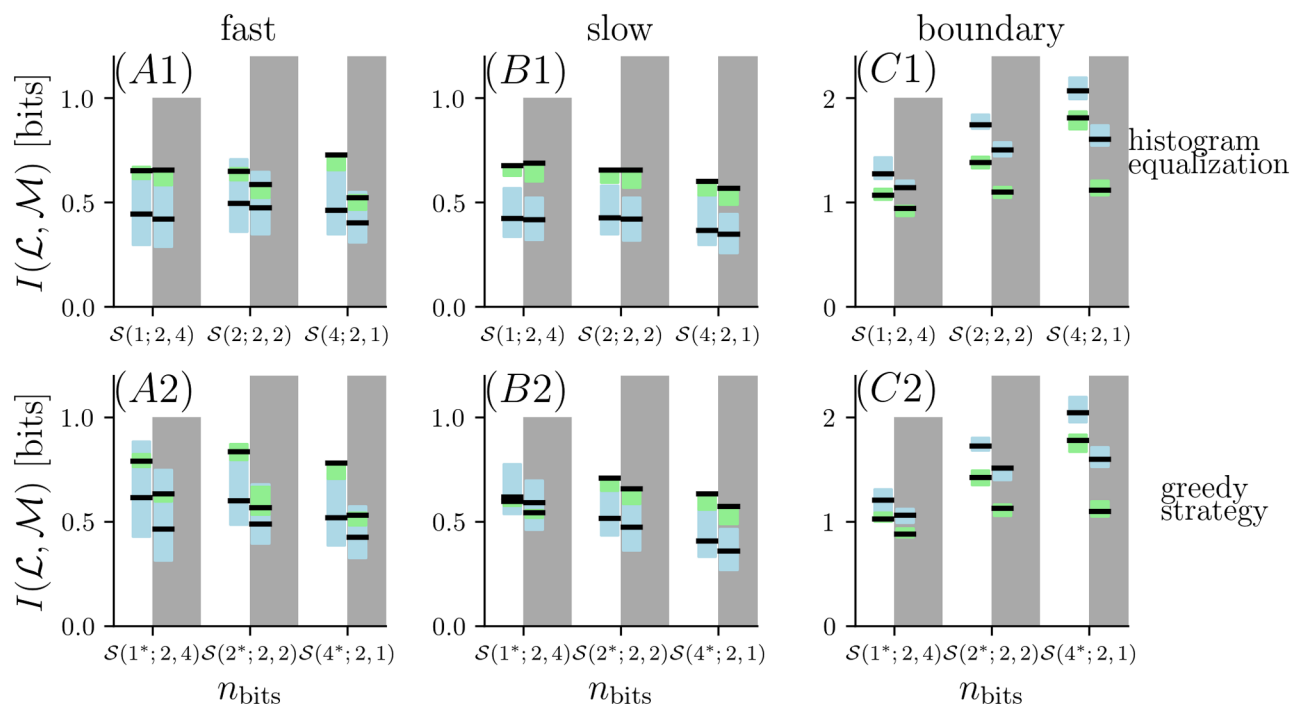 fast slow boundary
(A1) (B1) (C1)
I(ℒ, ℳ) [bits]
1.0 1.0 2
0.5 0.5 1
0.0 0.0 0
histogram
equalization
𝒮(1; 2, 4) 𝒮(2; 2, 2) 𝒮(4; 2, 1) 𝒮(1; 2, 4) 𝒮(2; 2, 2) 𝒮(4; 2, 1) 𝒮(1; 2, 4) 𝒮(2; 2, 2) 𝒮(4; 2, 1)
(A2) (B2) (C2)
I(ℒ, ℳ) [bits]
1.0 1.0 2
0.5 0.5 1
0.0 0.0 0
greedy
strategy
𝒮(1*; 2, 4) 𝒮(2*; 2, 2) 𝒮(4*; 2, 1) 𝒮(1*; 2, 4) 𝒮(2*; 2, 2) 𝒮(4*; 2, 1) 𝒮(1*; 2, 4) 𝒮(2*; 2, 2) 𝒮(4*; 2, 1)
n_bits n_bits n_bits